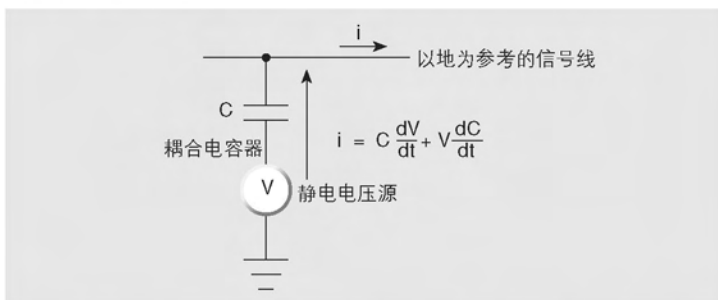 i
以地为参考的信号线
C
i = C dV/dt + V dC/dt
耦合电容器
V
静电电压源